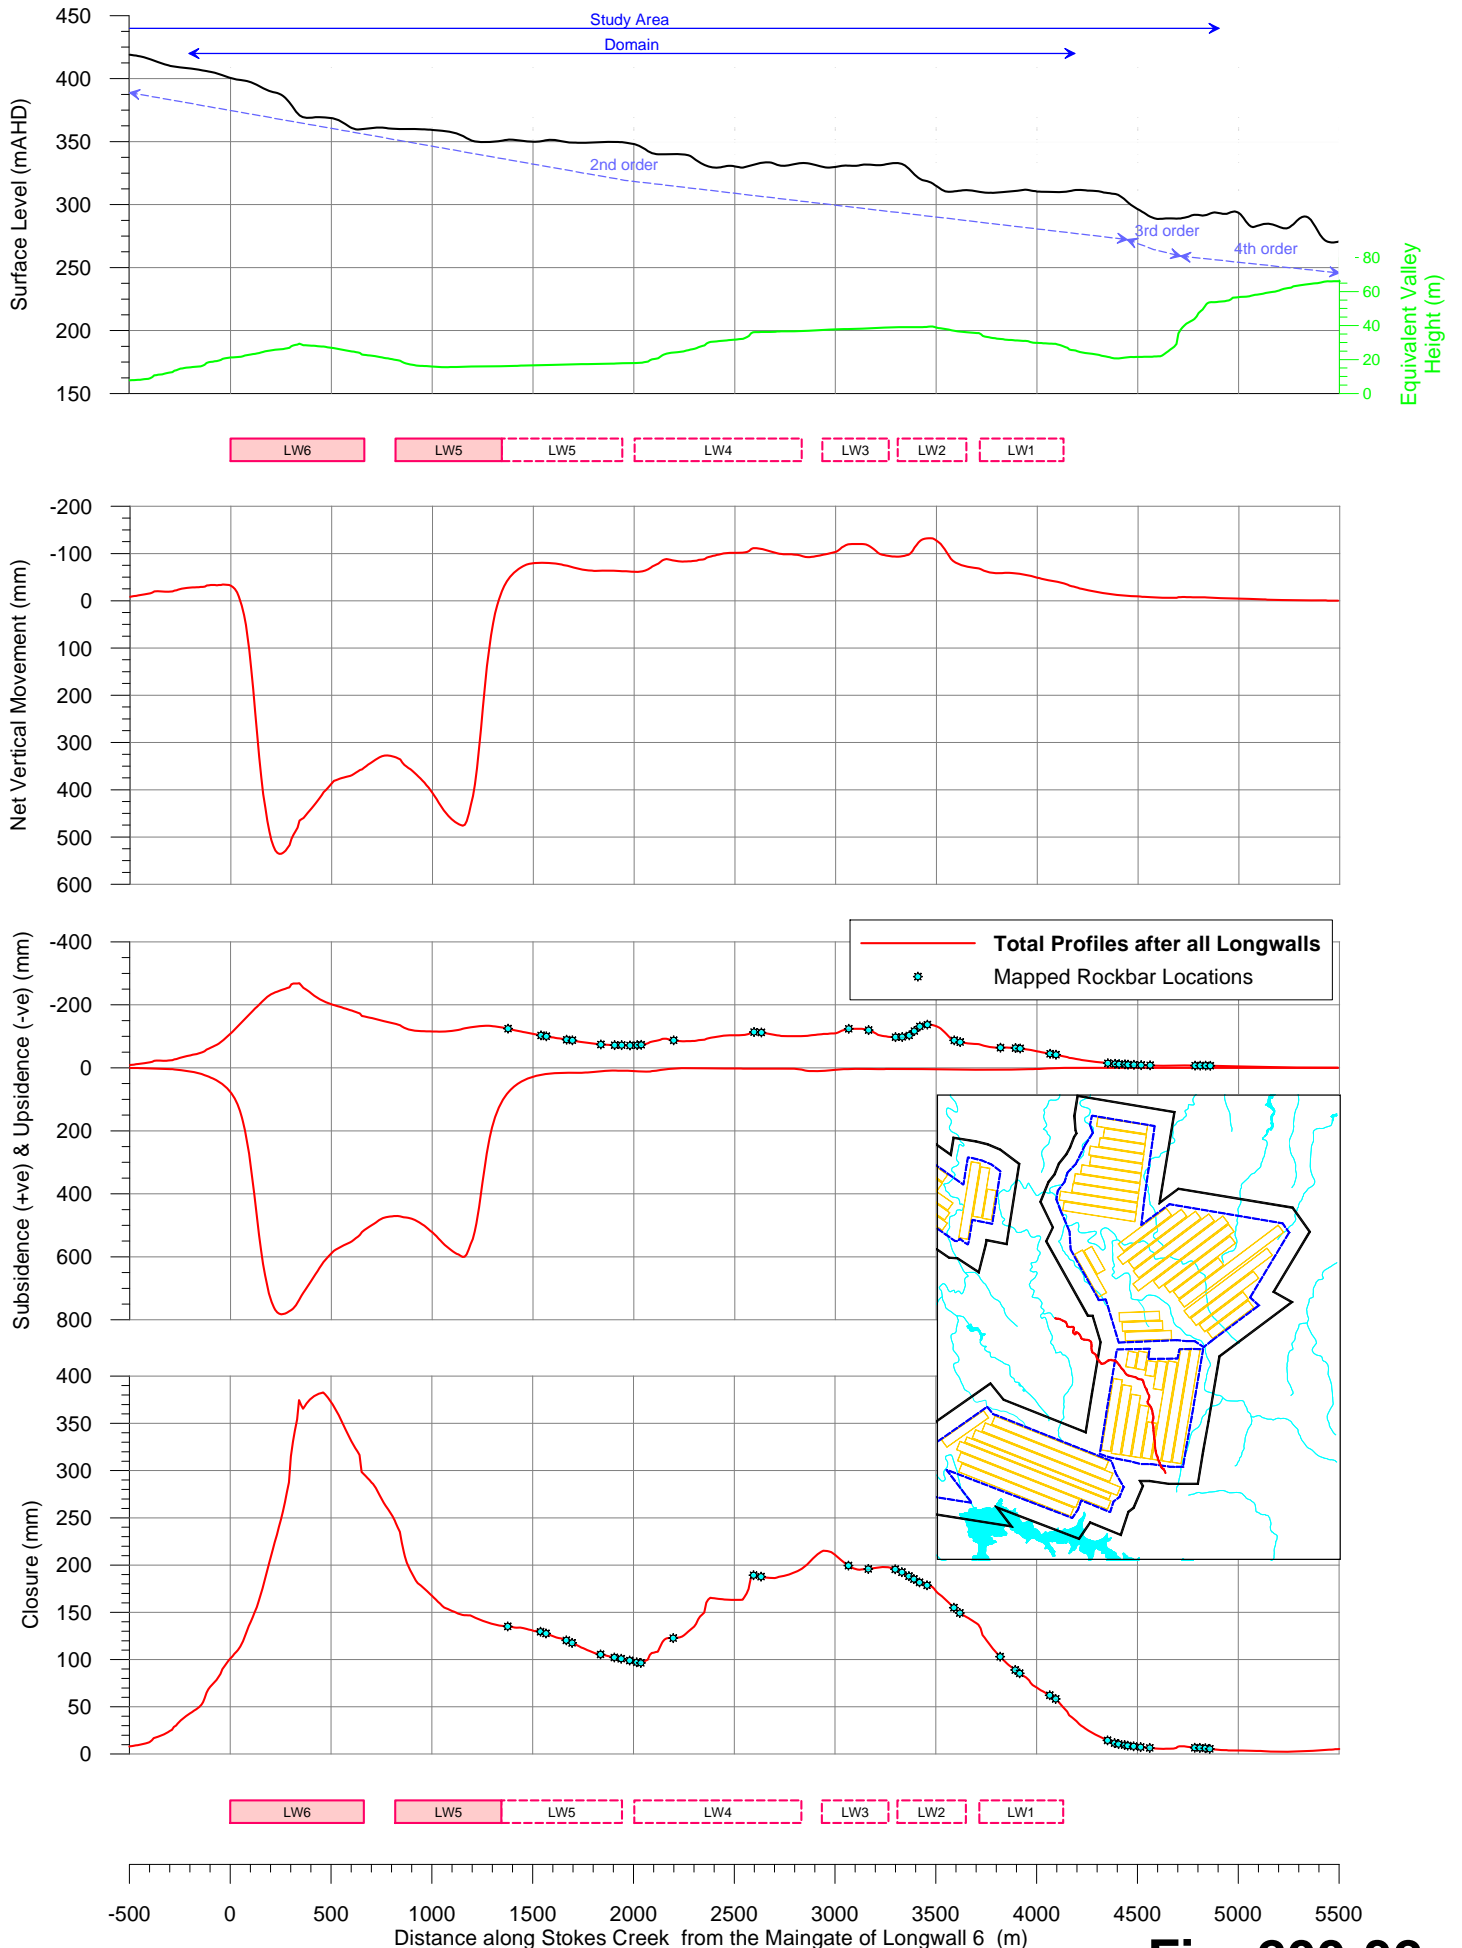 Study Area
Domain
450
400
350
300
250
200
150
Surface Level (mAHD)
2nd order
3rd order
4th order
80
60
40
20
0
Equivalent Valley
Height (m)
LW6 LW5 LW5 LW4 LW3 LW2 LW1
-200
-100
0
100
200
300
400
500
600
Net Vertical Movement (mm)
-400
-200
0
200
400
600
800
Subsidence (+ve) & Upsidence (-ve) (mm)
Total Profiles after all Longwalls
Mapped Rockbar Locations
400
350
300
250
200
150
100
50
0
Closure (mm)
LW6 LW5 LW5 LW4 LW3 LW2 LW1
-500 0 500 1000 1500 2000 2500 3000 3500 4000 4500 5000 5500
Distance along Stokes Creek from the Maingate of Longwall 6 (m)